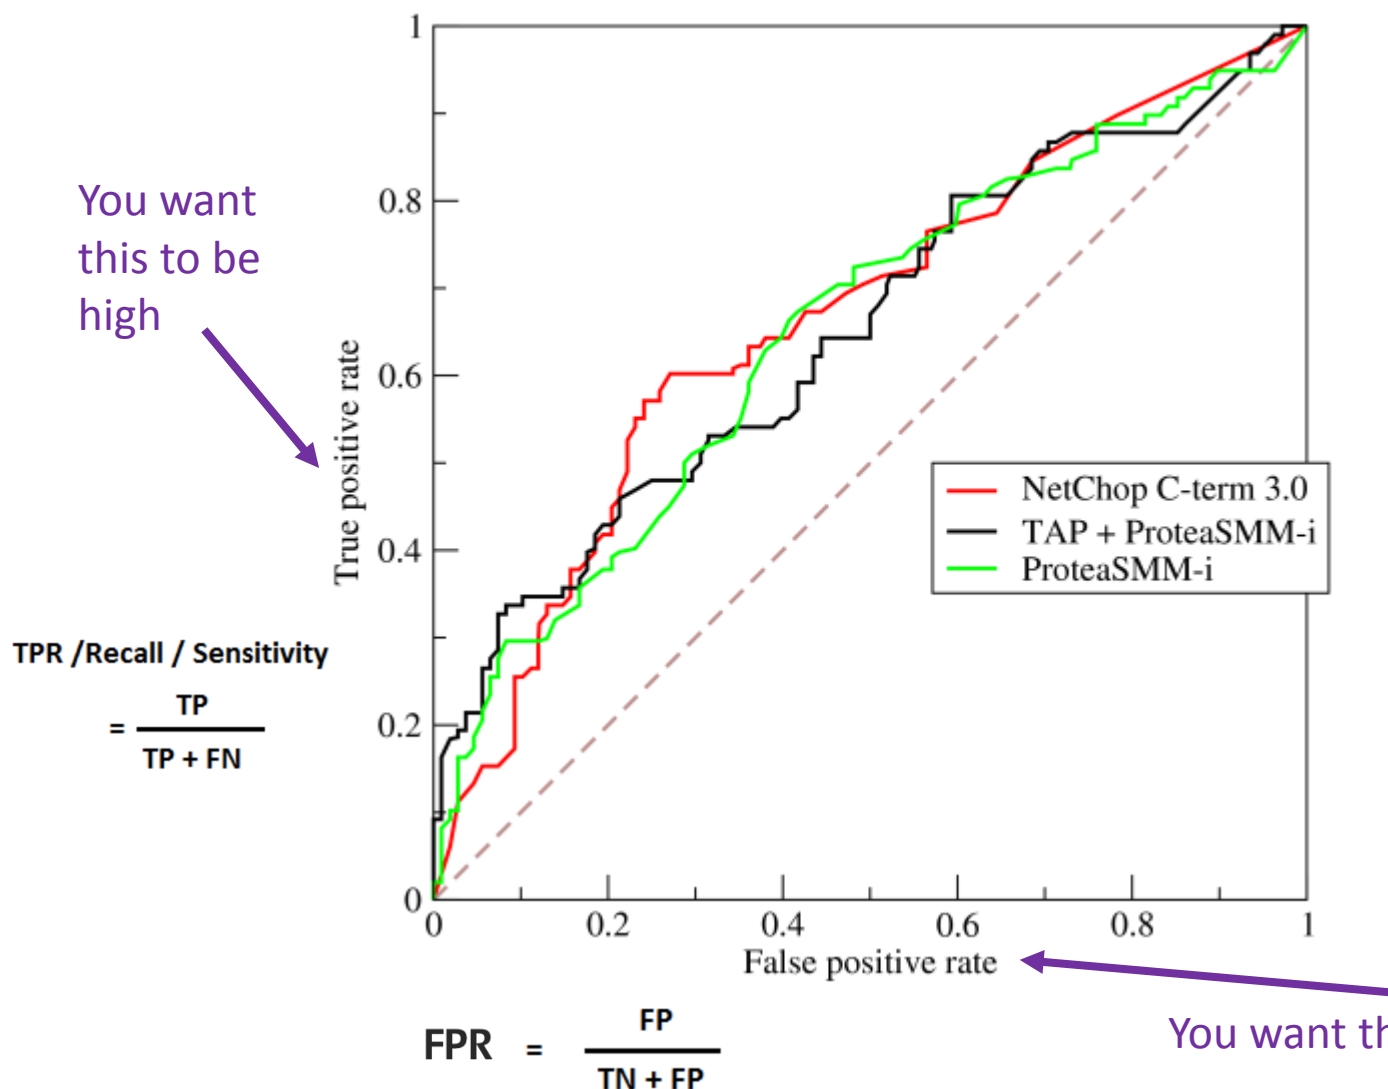 1
0.8
0.6
0.4
0.2
0
You want
this to be
high
True positive rate
NetChop C-term 3.0
TAP + ProteaSMM-i
ProteaSMM-i
TPR /Recall / Sensitivity
= TP
TP + FN
0 0.2 0.4 0.6 0.8 1
False positive rate
You want
FPR = FP
TN + FP